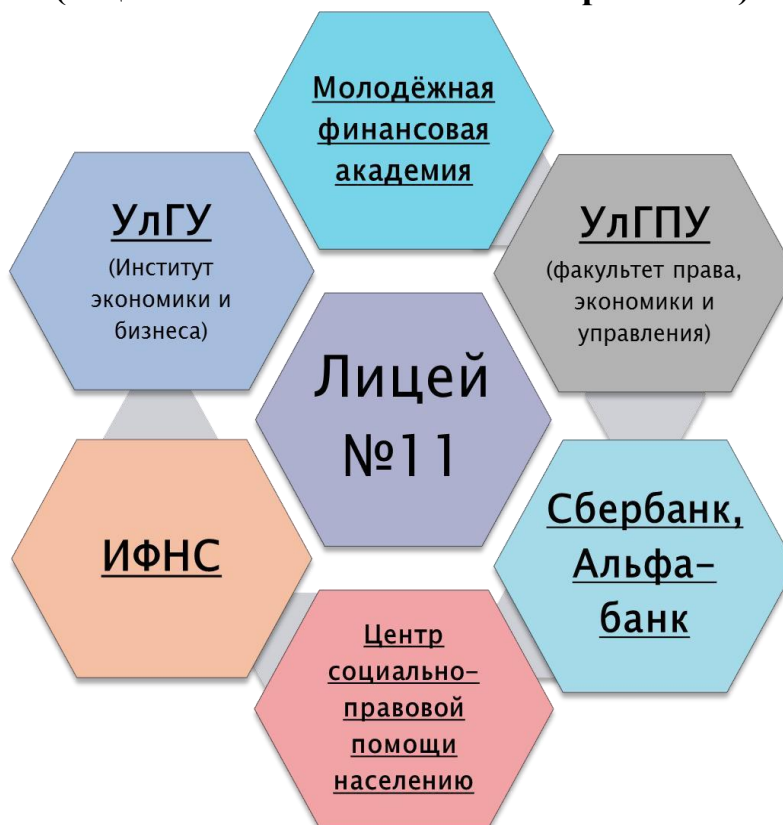 Молодёжная
финансовая
академия
УлГУ
(Институт
экономики и
бизнеса)
УлГПУ
(факультет права,
экономики и
управления)
Лицей
№11
ИФНС
Сбербанк,
Альфа-
банк
Центр
социально-
правовой
помощи
населению